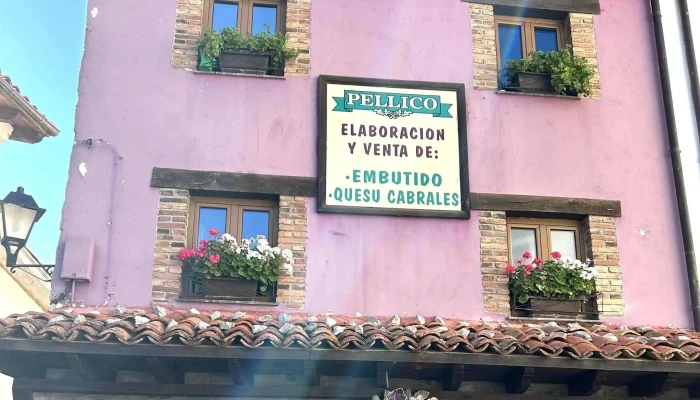 PELLICO
ELABORACION
Y VENTA DE:
·EMBUTIDO
·QUESU CABRALES